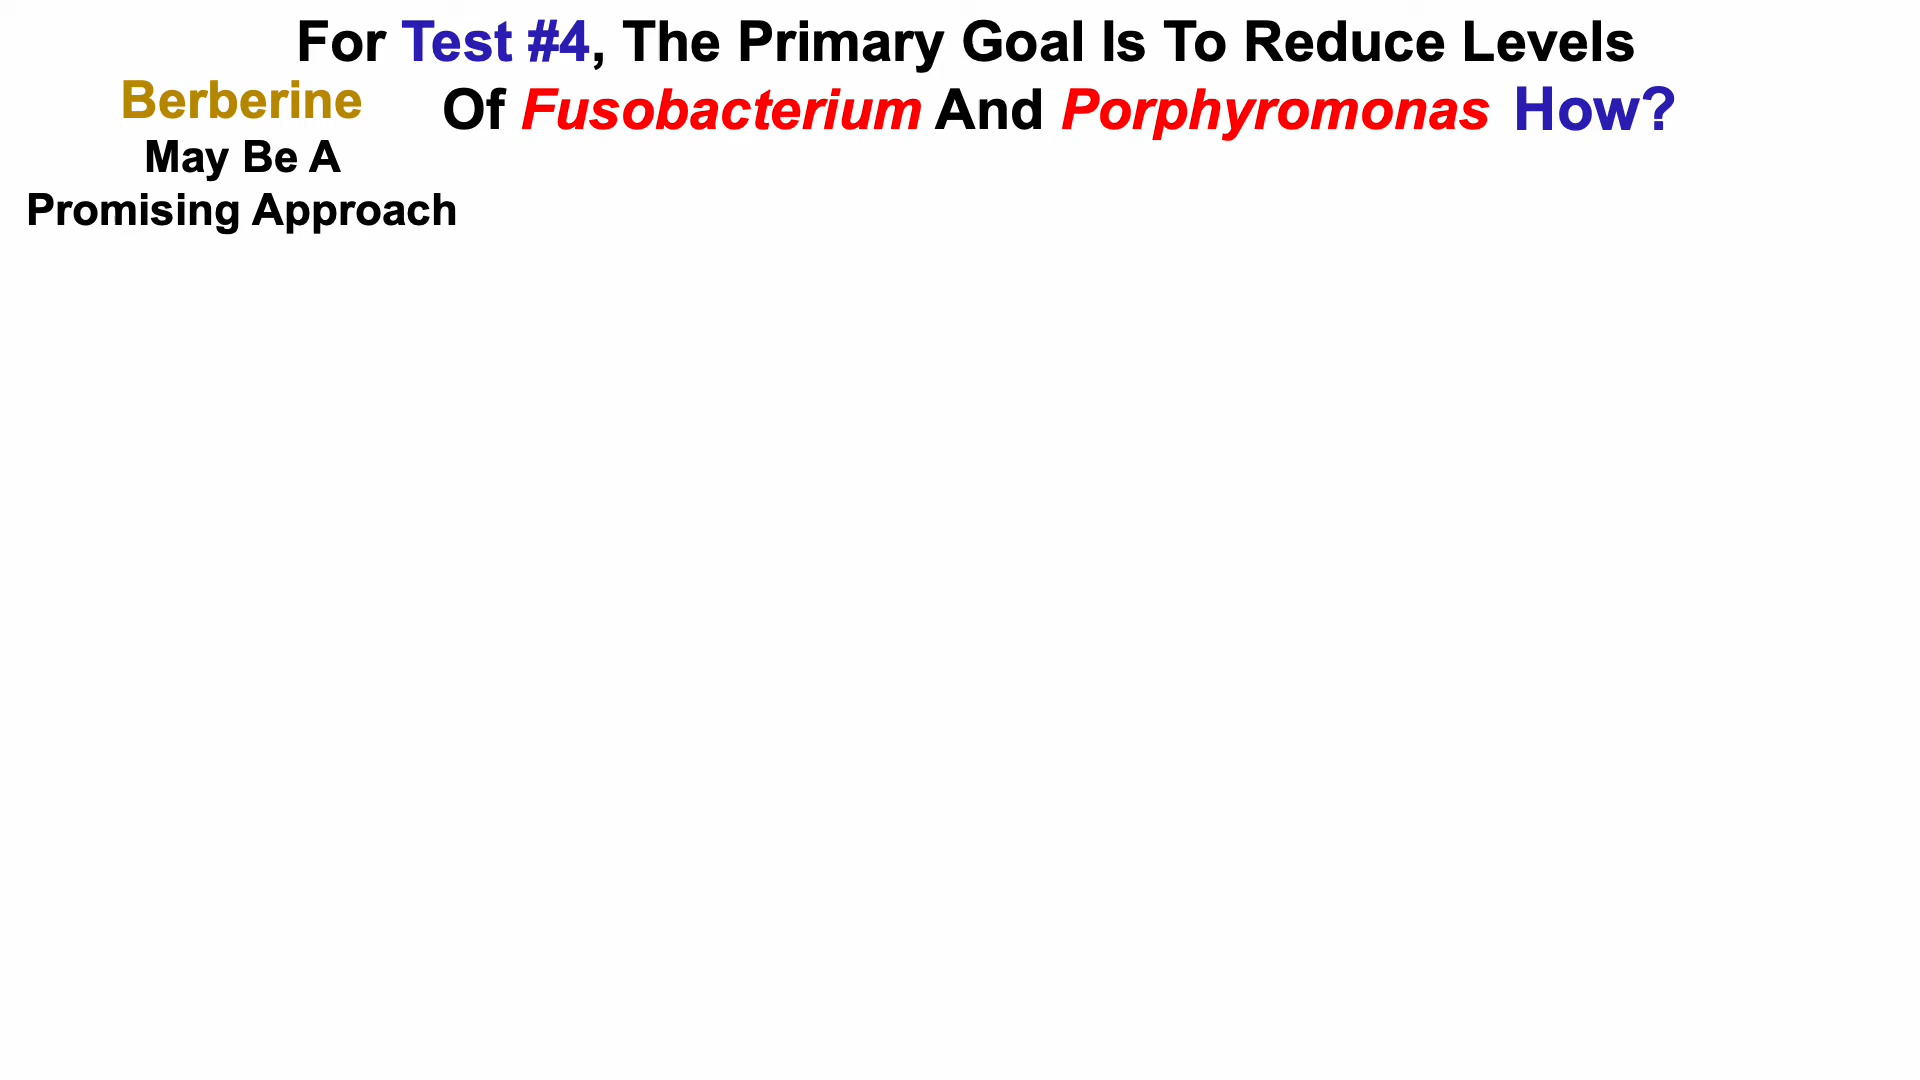 For Test #4, The Primary Goal Is To Reduce Levels
Of Fusobacterium And Porphyromonas How?
Berberine
May Be A
Promising Approach